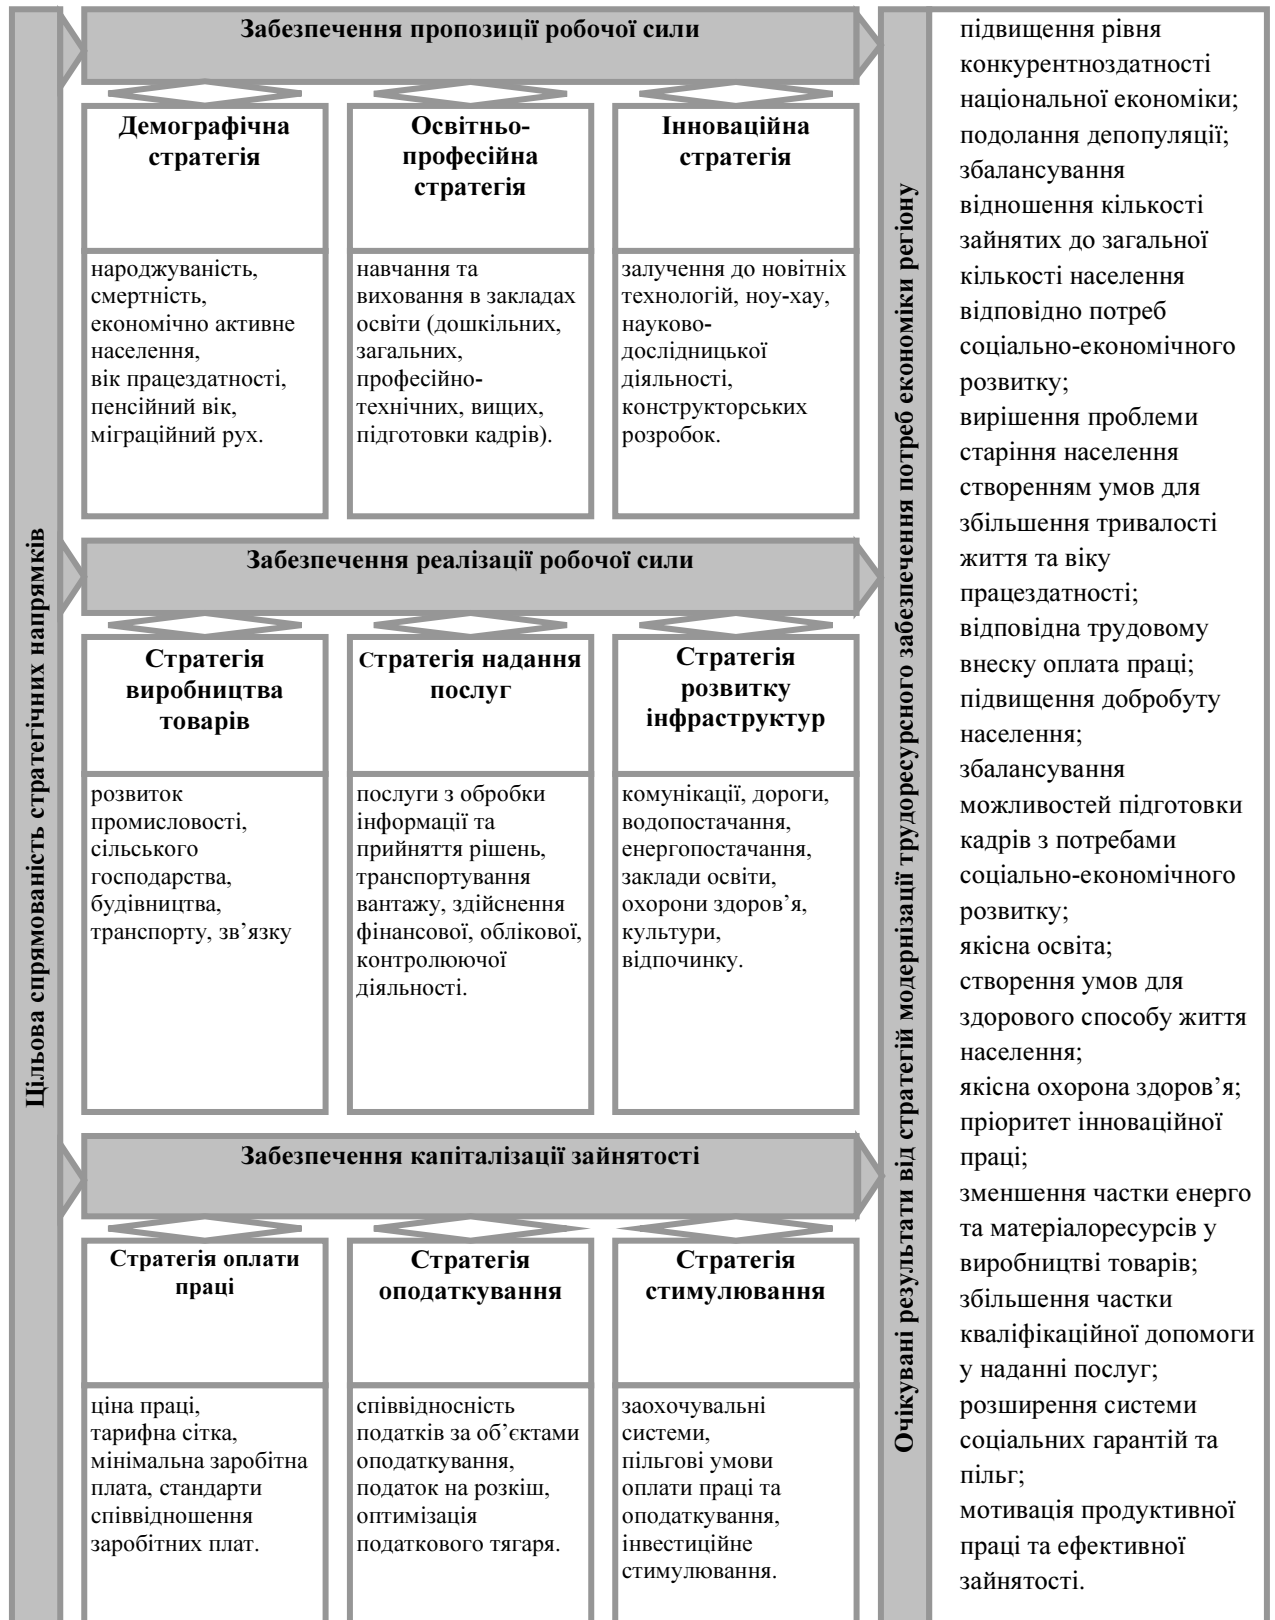 Цільова спрямованість стратегічних напрямків
Забезпечення пропозиції робочої сили
Демографічна
стратегія
народжуваність,
смертність,
економічно активне
населення,
вік працездатності,
пенсійний вік,
міграційний рух.
Освітньо-
професійна
стратегія
навчання та
виховання в закладах
освіти (дошкільних,
загальних,
професійно-
технічних, вищих,
підготовки кадрів).
Інноваційна
стратегія
залучення до новітніх
технологій, ноу-хау,
науково-
дослідницької
діяльності,
конструкторських
розробок.
Забезпечення реалізації робочої сили
Стратегія
виробництва
товарів
розвиток
промисловості,
сільського
господарства,
будівництва,
транспорту, зв’язку
Стратегія надання
послуг
послуги з обробки
інформації та
прийняття рішень,
транспортування
вантажу, здійснення
фінансової, облікової,
контролюючої
діяльності.
Стратегія
розвитку
інфраструктур
комунікації, дороги,
водопостачання,
енергопостачання,
заклади освіти,
охорони здоров’я,
культури,
відпочинку.
Забезпечення капіталізації зайнятості
Стратегія оплати
праці
ціна праці,
тарифна сітка,
мінімальна заробітна
плата, стандарти
співвідношення
заробітних плат.
Стратегія
оподаткування
співвідносність
податків за об’єктами
оподаткування,
податок на розкіш,
оптимізація
податкового тягаря.
Стратегія
стимулювання
заохочувальні
системи,
пільгові умови
оплати праці та
оподаткування,
інвестиційне
стимулювання.
Очікувані результати від стратегій модернізації трудоресурсного забезпечення потреб економіки регіону
підвищення рівня
конкурентноздатності
національної економіки;
подолання депопуляції;
збалансування
відношення кількості
зайнятих до загальної
кількості населення
відповідно потреб
соціально-економічного
розвитку;
вирішення проблеми
старіння населення
створенням умов для
збільшення тривалості
життя та віку
працездатності;
відповідна трудовому
внеску оплата праці;
підвищення добробуту
населення;
збалансування
можливостей підготовки
кадрів з потребами
соціально-економічного
розвитку;
якісна освіта;
створення умов для
здорового способу життя
населення;
якісна охорона здоров’я;
пріоритет інноваційної
праці;
зменшення частки енерго
та матеріалоресурсів у
виробництві товарів;
збільшення частки
кваліфікаційної допомоги
у наданні послуг;
розширення системи
соціальних гарантій та
пільг;
мотивація продуктивної
праці та ефективної
зайнятості.